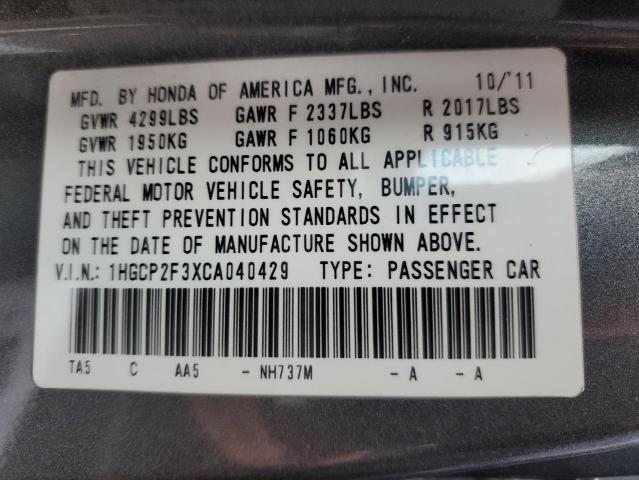 MFD. BY HONDA OF AMERICA MFG., INC. 10/'11
GVWR 4299LBS GAWR F 2337LBS R 2017LBS
GVWR 1950KG GAWR F 1060KG R 915KG
THIS VEHICLE CONFORMS TO ALL APPLICABLE
FEDERAL MOTOR VEHICLE SAFETY, BUMPER,
AND THEFT PREVENTION STANDARDS IN EFFECT
ON THE DATE OF MANUFACTURE SHOWN ABOVE.
V.I.N.: 1HGCP2F3XCA040429 TYPE: PASSENGER CAR
TA5 C AA5 - NH737M - A - A